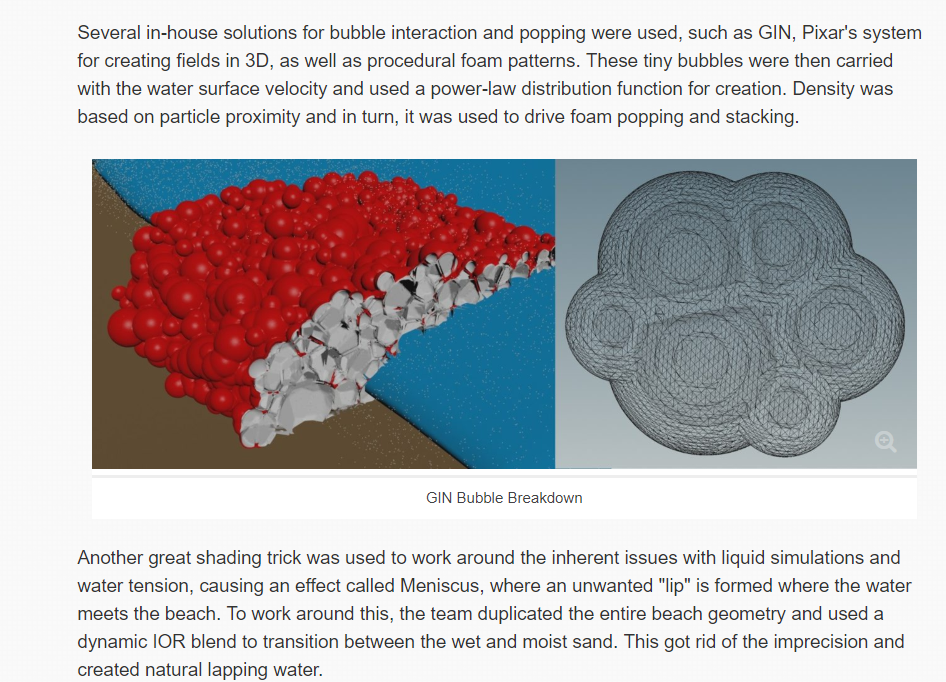 Several in-house solutions for bubble interaction and popping were used, such as GIN, Pixar's system
for creating fields in 3D, as well as procedural foam patterns. These tiny bubbles were then carried
with the water surface velocity and used a power-law distribution function for creation. Density was
based on particle proximity and in turn, it was used to drive foam popping and stacking.
GIN Bubble Breakdown
Another great shading trick was used to work around the inherent issues with liquid simulations and
water tension, causing an effect called Meniscus, where an unwanted "lip" is formed where the water
meets the beach. To work around this, the team duplicated the entire beach geometry and used a
dynamic IOR blend to transition between the wet and moist sand. This got rid of the imprecision and
created natural lapping water.